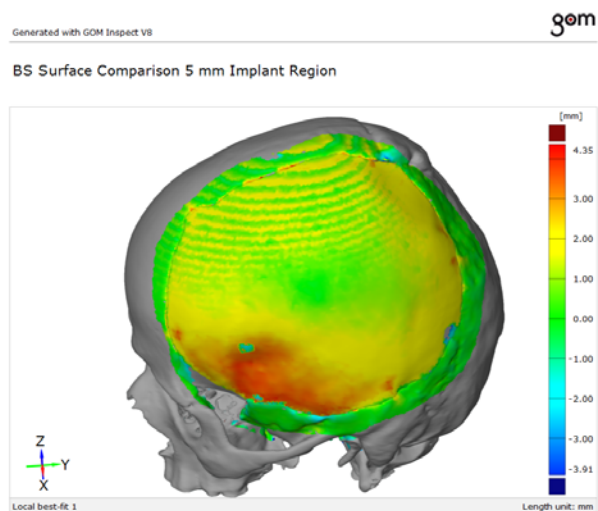 gom
Generated with GOM Inspect V8
BS Surface Comparison 5 mm Implant Region
[mm]
4.35
3.00
2.00
1.00
0.00
-1.00
-2.00
-3.00
-3.91
Z
Y
X
Local best-fit 1
Length unit: mm